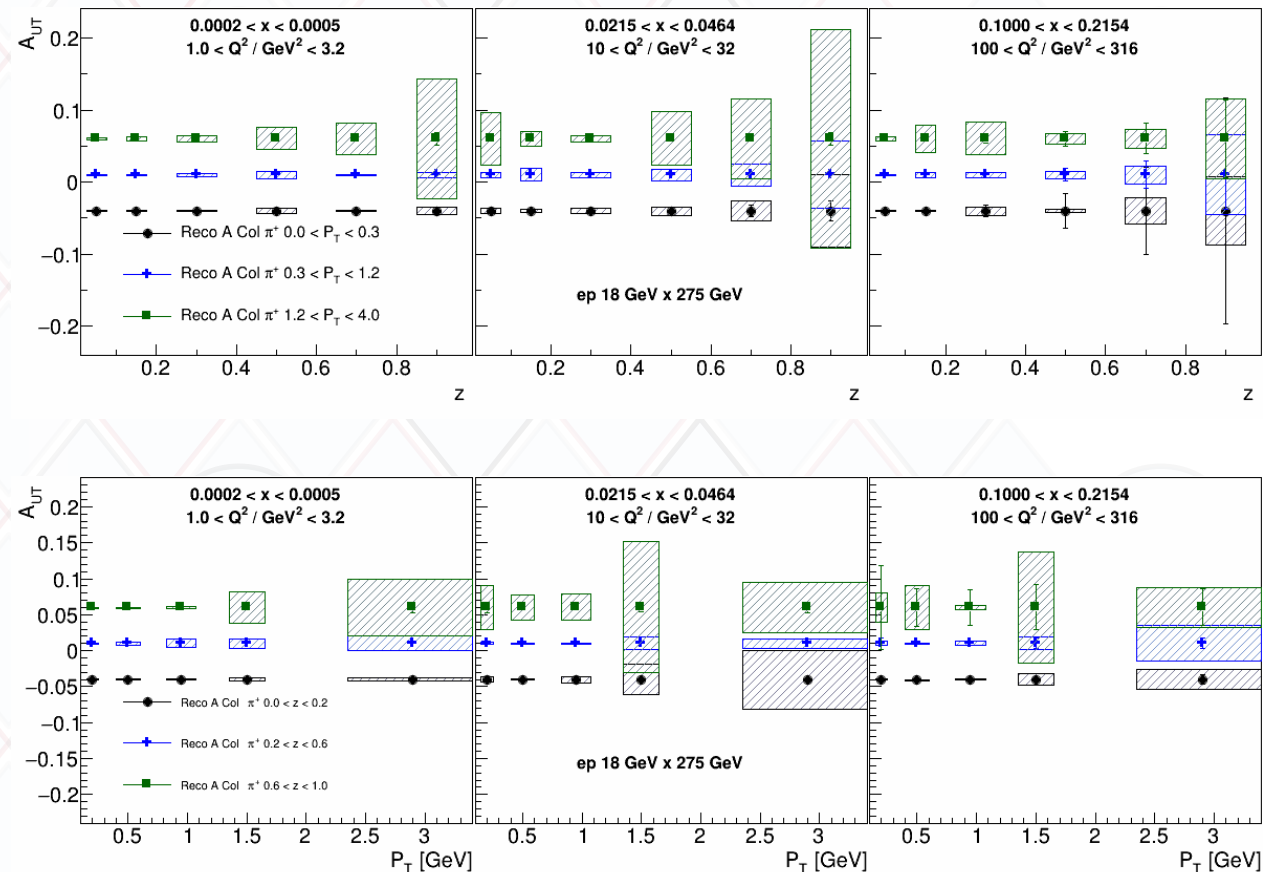 A_UT
0.2
0.1
0
−0.1
−0.2
0.0002 < x < 0.0005
1.0 < Q² / GeV² < 3.2
Reco A Col π⁺ 0.0 < P_T < 0.3
Reco A Col π⁺ 0.3 < P_T < 1.2
Reco A Col π⁺ 1.2 < P_T < 4.0
0.2 0.4 0.6 0.8
z
0.0215 < x < 0.0464
10 < Q² / GeV² < 32
ep 18 GeV x 275 GeV
0.2 0.4 0.6 0.8
z
0.1000 < x < 0.2154
100 < Q² / GeV² < 316
0.2 0.4 0.6 0.8
z
A_UT
0.2
0.15
0.1
0.05
0
−0.05
−0.1
−0.15
−0.2
0.0002 < x < 0.0005
1.0 < Q² / GeV² < 3.2
Reco A Col π⁺ 0.0 < z < 0.2
Reco A Col π⁺ 0.2 < z < 0.6
Reco A Col π⁺ 0.6 < z < 1.0
0.5 1 1.5 2 2.5 3
P_T [GeV]
0.0215 < x < 0.0464
10 < Q² / GeV² < 32
ep 18 GeV x 275 GeV
0.5 1 1.5 2 2.5 3
P_T [GeV]
0.1000 < x < 0.2154
100 < Q² / GeV² < 316
0.5 1 1.5 2 2.5 3
P_T [GeV]